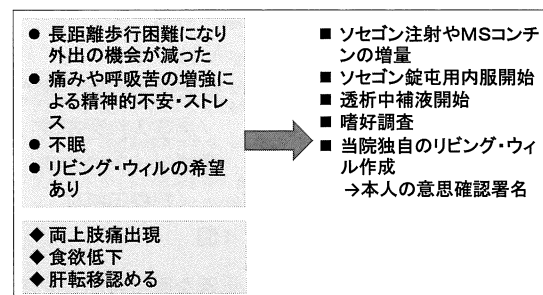 ● 長距離歩行困難になり
外出の機会が減った
● 痛みや呼吸苦の増強に
よる精神的不安・ストレ
ス
● 不眠
● リビング・ウィルの希望
あり
◆ 両上肢痛出現
◆ 食欲低下
◆ 肝転移認める
■ ソセゴン注射やMSコンチ
ンの増量
■ ソセゴン錠屯用内服開始
■ 透析中補液開始
■ 嗜好調査
■ 当院独自のリビング・ウィ
ル作成
→本人の意思確認署名